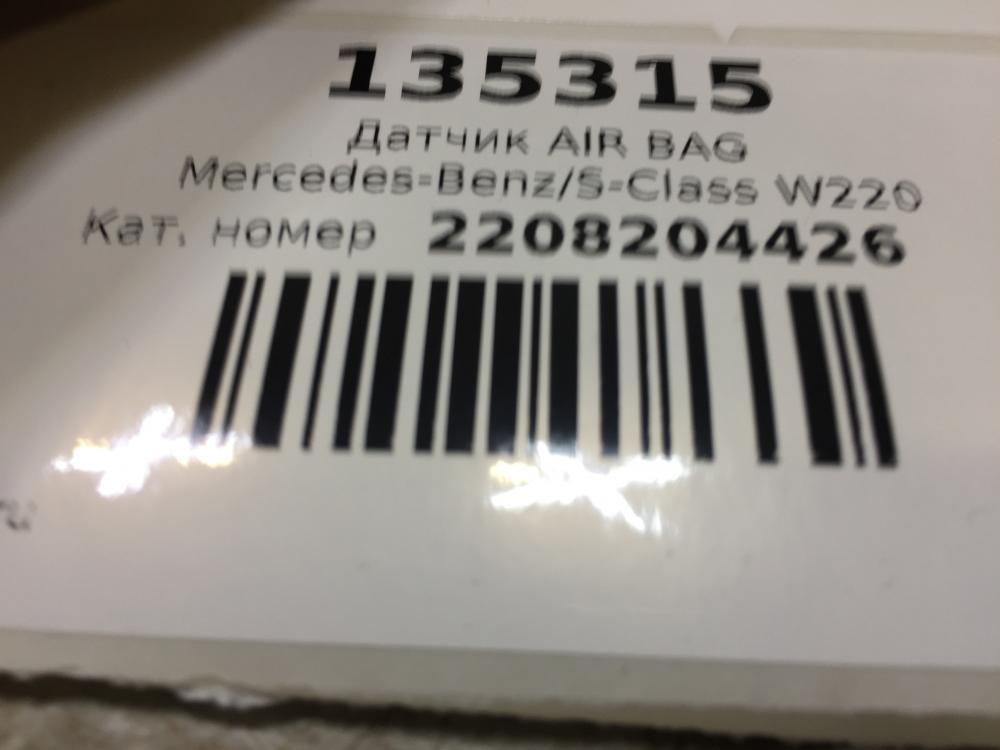 135315
Датчик AIR BAG
Mercedes-Benz/S-Class W220
Кат. номер 2208204426